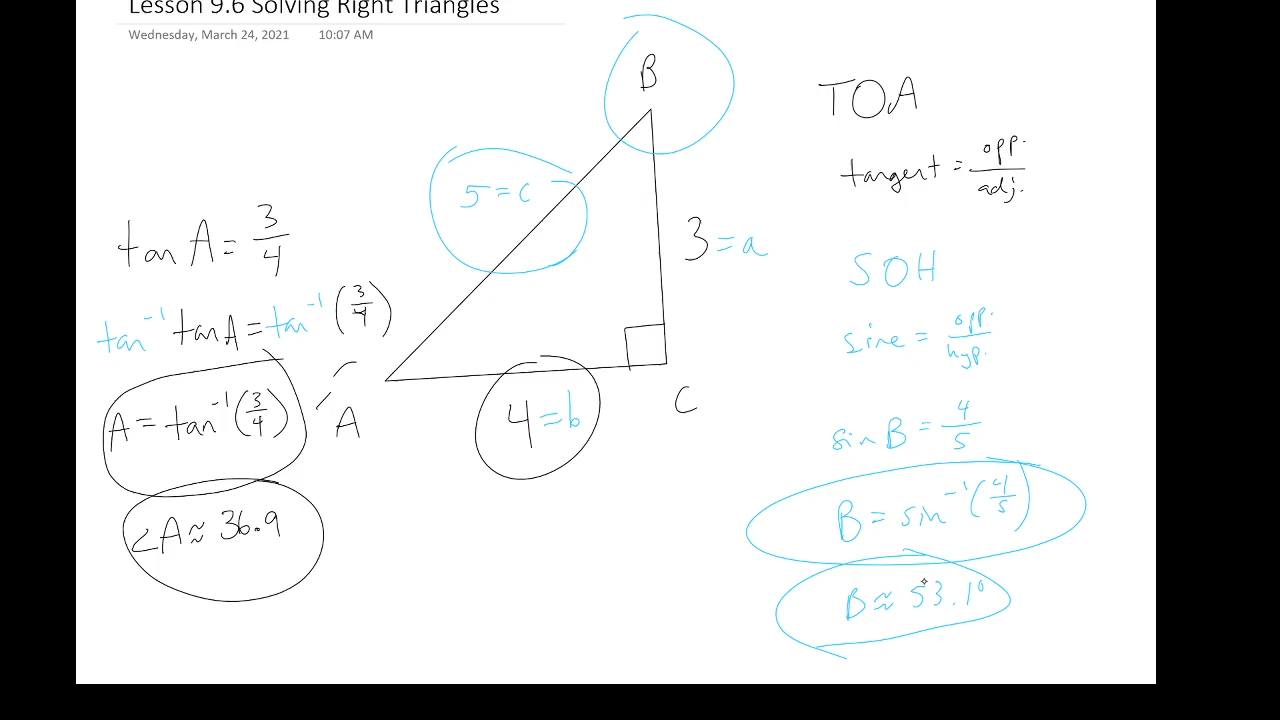 Lesson 9.6 Solving Right Triangles
Wednesday, March 24, 2021 10:07 AM
B
5 = c
3 = a
4 = b
A
C
tan A = 3/4
tan⁻¹ tan A = tan⁻¹ (3/4)
A = tan⁻¹ (3/4)
∠A ≈ 36.9
TOA
tangent = opp./adj.
SOH
sine = opp./hyp.
sin B = 4/5
B = sin⁻¹ (4/5)
B ≈ 53.1°